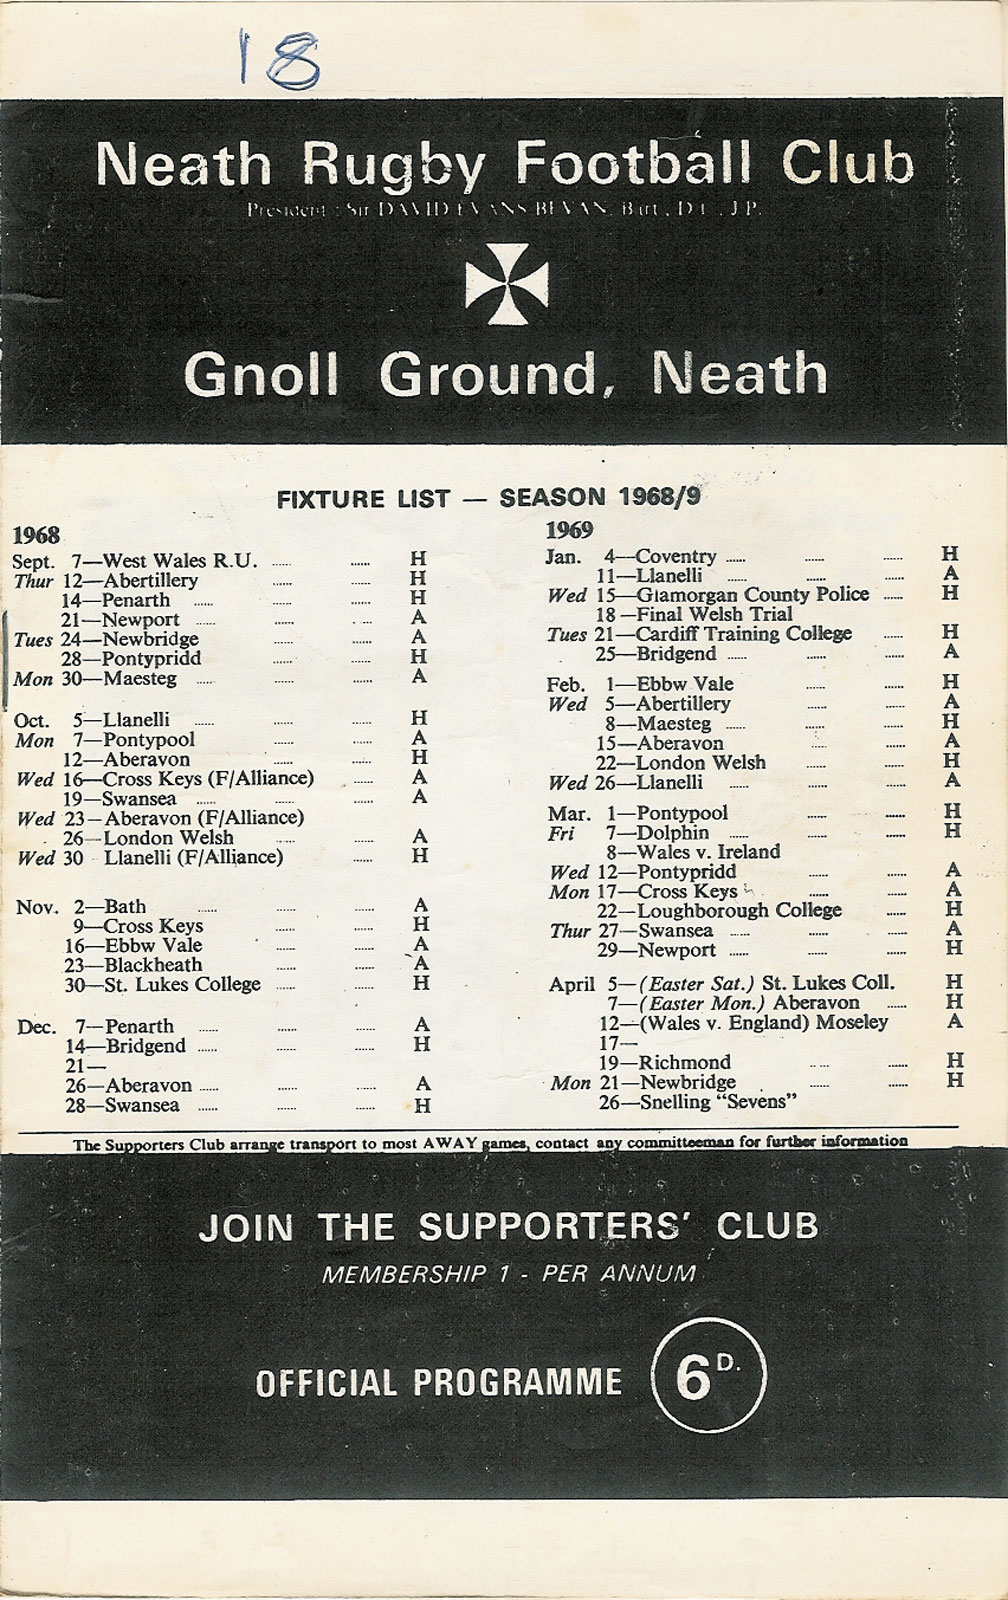 18
Neath Rugby Football Club
President : Sir DAVID EVANS BEVAN, Bart., D.L., J.P.
Gnoll Ground, Neath
FIXTURE LIST — SEASON 1968/9
1968
Sept. 7—West Wales R.U. ...... ...... H
Thur 12—Abertillery ...... ...... H
14—Penarth ...... ...... ...... H
21—Newport ...... ...... ...... A
Tues 24—Newbridge ...... ...... A
28—Pontypridd ...... ...... H
Mon 30—Maesteg ...... ...... ...... A
Oct. 5—Llanelli ...... ...... ...... H
Mon 7—Pontypool ...... ...... A
12—Aberavon ...... ...... H
Wed 16—Cross Keys (F/Alliance) ...... A
19—Swansea ...... ...... ...... A
Wed 23—Aberavon (F/Alliance)
26—London Welsh ...... ...... A
Wed 30 Llanelli (F/Alliance) ...... H
Nov. 2—Bath ...... ...... ...... A
9—Cross Keys ...... ...... H
16—Ebbw Vale ...... ...... A
23—Blackheath ...... ...... A
30—St. Lukes College ...... ...... H
Dec. 7—Penarth ...... ...... ...... A
14—Bridgend ...... ...... ...... H
21—
26—Aberavon ...... ...... ...... A
28—Swansea ...... ...... ...... H
1969
Jan. 4—Coventry ...... ...... ...... H
11—Llanelli ...... ...... ...... A
Wed 15—Glamorgan County Police ...... H
18—Final Welsh Trial
Tues 21—Cardiff Training College ...... H
25—Bridgend ...... ...... ...... A
Feb. 1—Ebbw Vale ...... ...... H
Wed 5—Abertillery ...... ...... A
8—Maesteg ...... ...... ...... H
15—Aberavon ...... ...... A
22—London Welsh ...... ...... H
Wed 26—Llanelli ...... ...... ...... A
Mar. 1—Pontypool ...... ...... H
Fri 7—Dolphin ...... ...... ...... H
8—Wales v. Ireland
Wed 12—Pontypridd ...... ...... A
Mon 17—Cross Keys ...... ...... A
22—Loughborough College ...... H
Thur 27—Swansea ...... ...... ...... A
29—Newport ...... ...... ...... H
April 5—(Easter Sat.) St. Lukes Coll. H
7—(Easter Mon.) Aberavon ...... H
12—(Wales v. England) Moseley A
17—
19—Richmond ...... ...... H
Mon 21—Newbridge ...... ...... H
26—Snelling "Sevens"
The Supporters Club arrange transport to most AWAY games, contact any committeeman for further information
JOIN THE SUPPORTERS' CLUB
MEMBERSHIP 1 - PER ANNUM
OFFICIAL PROGRAMME 6D.